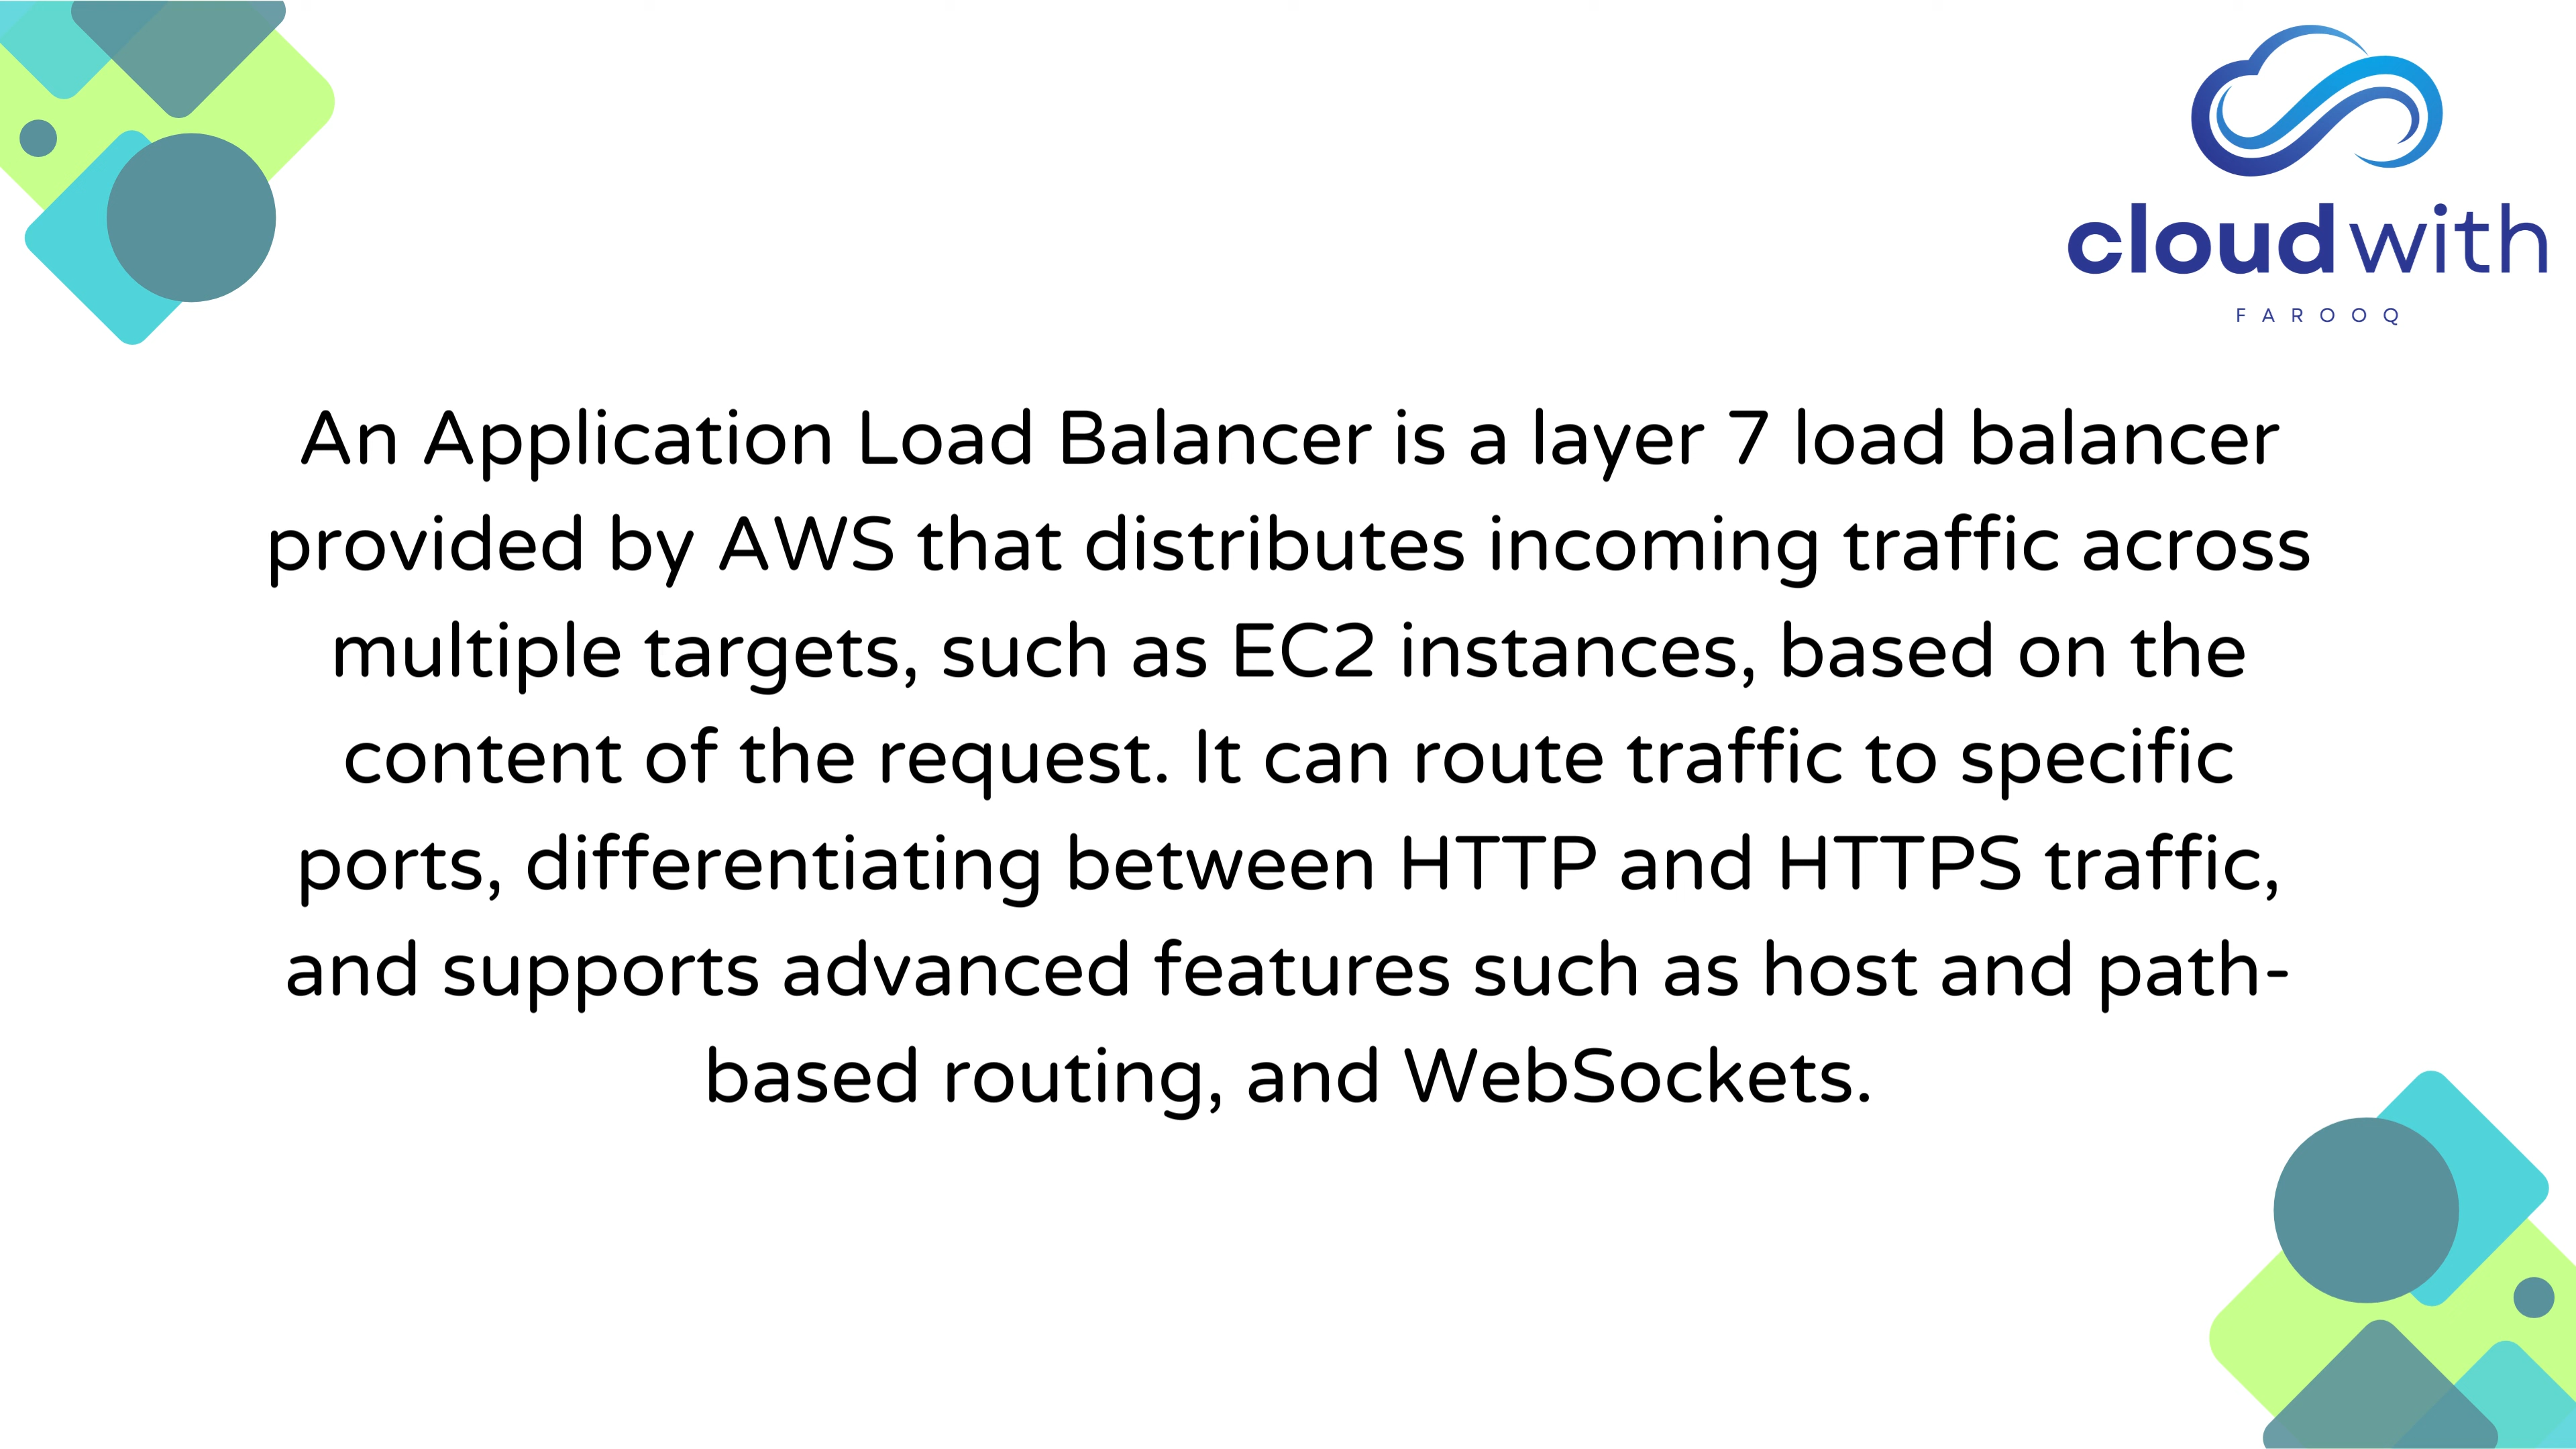 cloudwith
FAROOQ
An Application Load Balancer is a layer 7 load balancer
provided by AWS that distributes incoming traffic across
multiple targets, such as EC2 instances, based on the
content of the request. It can route traffic to specific
ports, differentiating between HTTP and HTTPS traffic,
and supports advanced features such as host and path-
based routing, and WebSockets.